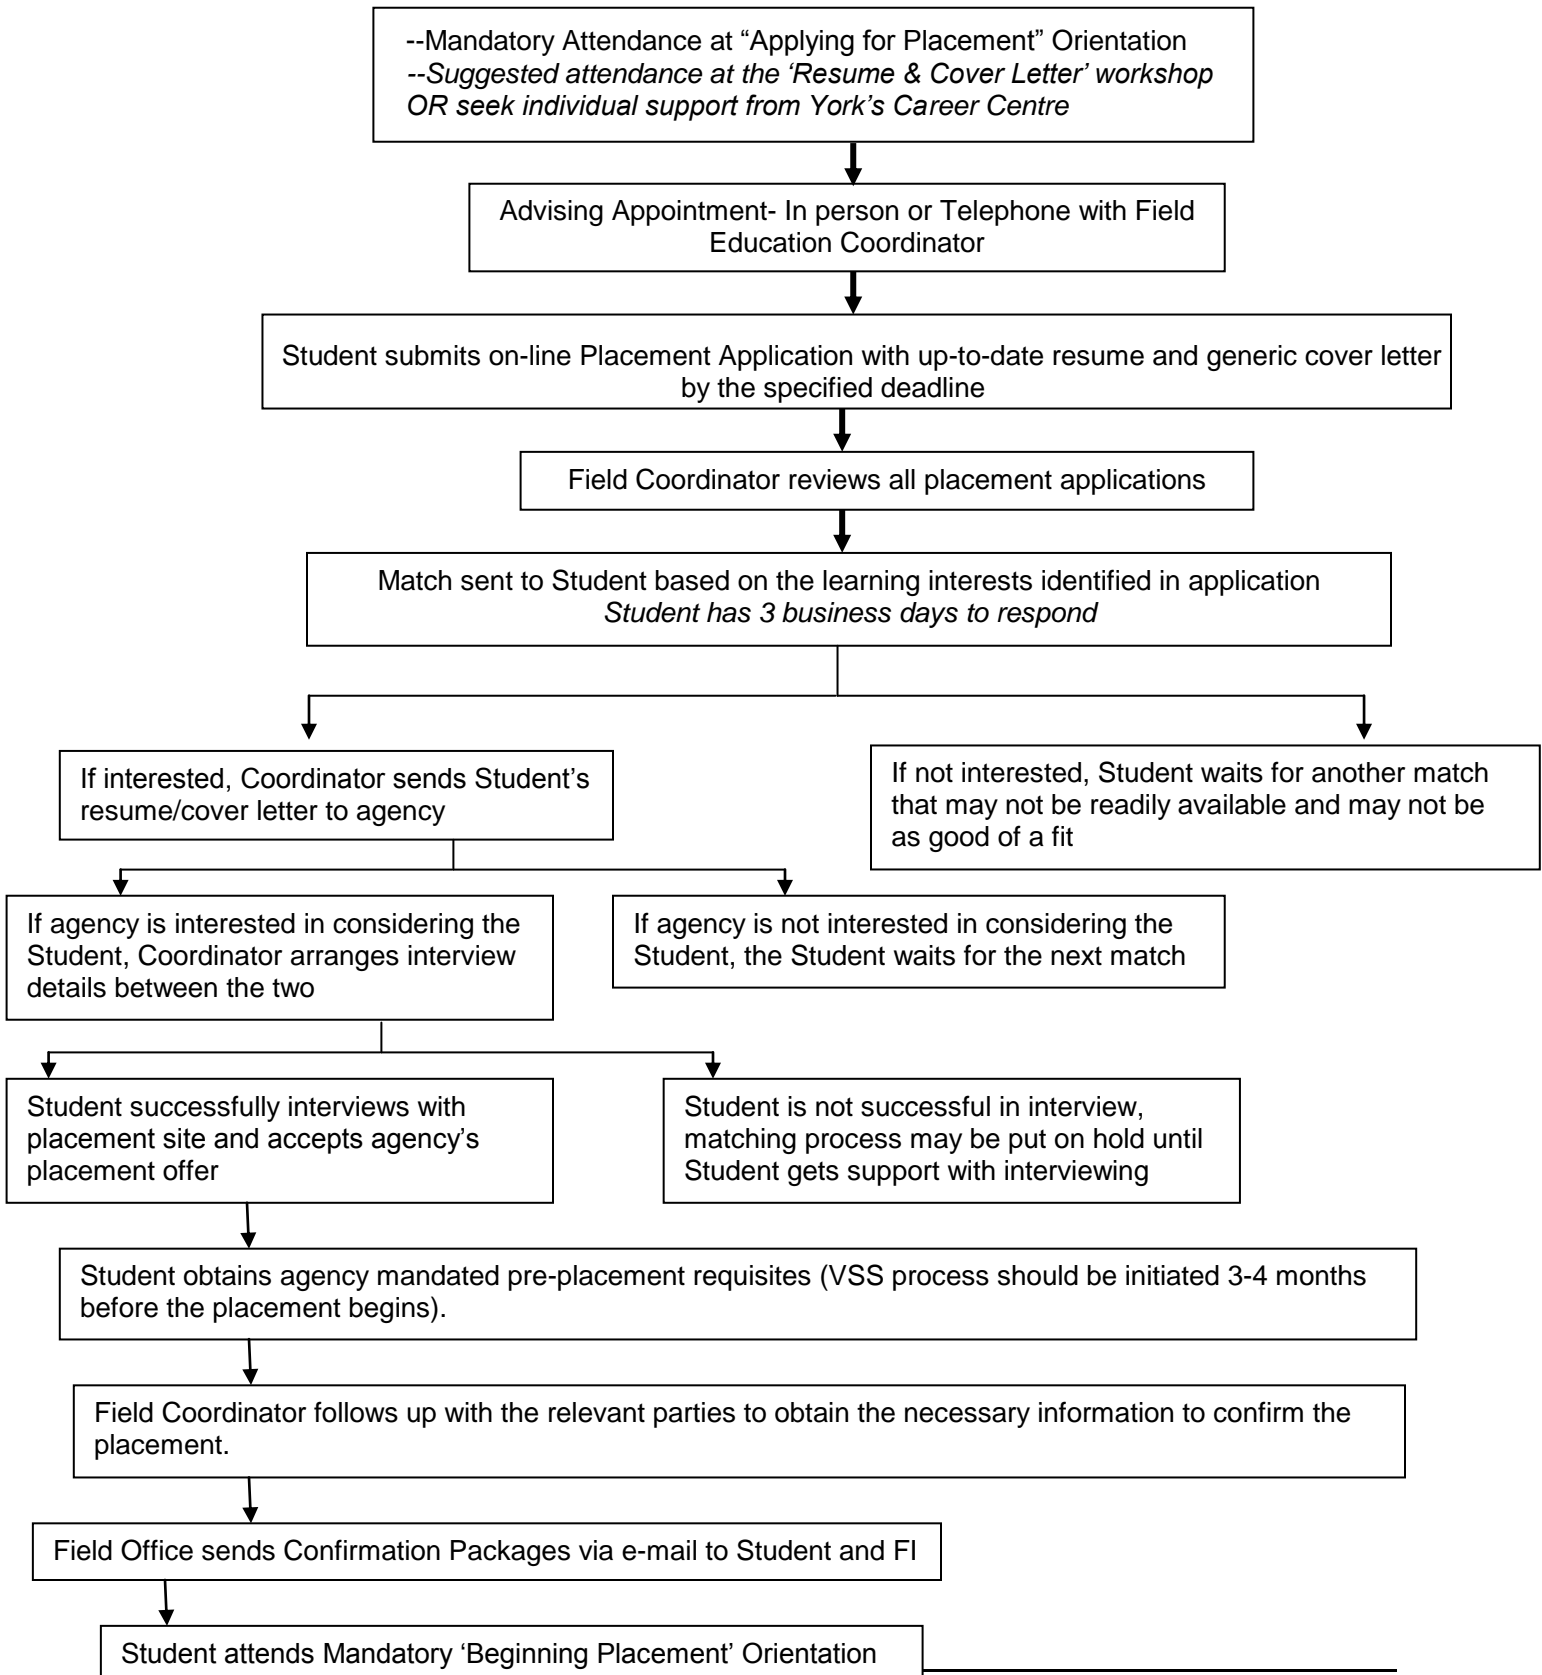 --Mandatory Attendance at “Applying for Placement” Orientation
--Suggested attendance at the ‘Resume & Cover Letter’ workshop
OR seek individual support from York’s Career Centre
Advising Appointment- In person or Telephone with Field
Education Coordinator
Student submits on-line Placement Application with up-to-date resume and generic cover letter
by the specified deadline
Field Coordinator reviews all placement applications
Match sent to Student based on the learning interests identified in application
Student has 3 business days to respond
If interested, Coordinator sends Student’s
resume/cover letter to agency
If not interested, Student waits for another match
that may not be readily available and may not be
as good of a fit
If agency is interested in considering the
Student, Coordinator arranges interview
details between the two
If agency is not interested in considering the
Student, the Student waits for the next match
Student successfully interviews with
placement site and accepts agency’s
placement offer
Student is not successful in interview,
matching process may be put on hold until
Student gets support with interviewing
Student obtains agency mandated pre-placement requisites (VSS process should be initiated 3-4 months
before the placement begins).
Field Coordinator follows up with the relevant parties to obtain the necessary information to confirm the
placement.
Field Office sends Confirmation Packages via e-mail to Student and FI
Student attends Mandatory ‘Beginning Placement’ Orientation